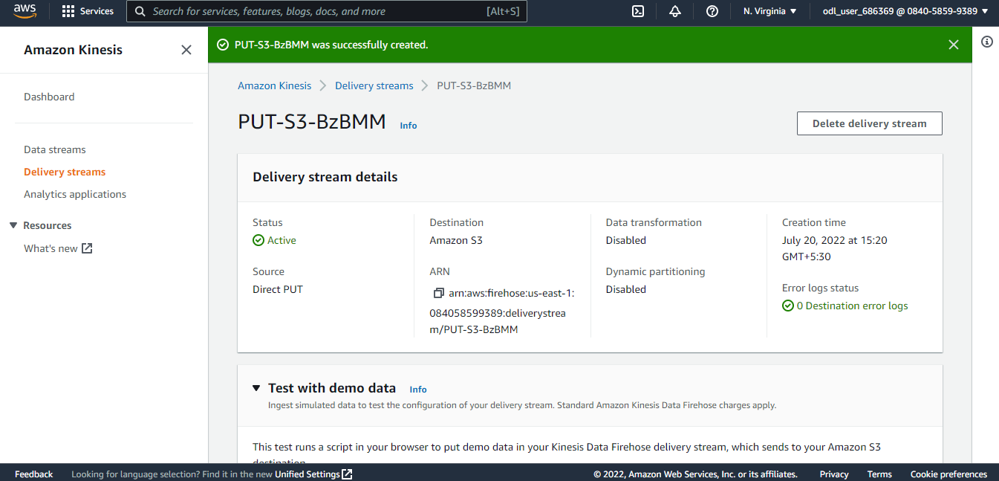 aws
Services
Search for services, features, blogs, docs, and more
[Alt+S]
N. Virginia
odl_user_686369 @ 0840-5859-9389
Amazon Kinesis
Dashboard
Data streams
Delivery streams
Analytics applications
Resources
What's new
PUT-S3-BzBMM was successfully created.
Amazon Kinesis
Delivery streams
PUT-S3-BzBMM
PUT-S3-BzBMM
Info
Delete delivery stream
Delivery stream details
Status
Active
Source
Direct PUT
Destination
Amazon S3
ARN
arn:aws:firehose:us-east-1:
084058599389:deliverystrea
m/PUT-S3-BzBMM
Data transformation
Disabled
Dynamic partitioning
Disabled
Creation time
July 20, 2022 at 15:20
GMT+5:30
Error logs status
0 Destination error logs
Test with demo data
Info
Ingest simulated data to test the configuration of your delivery stream. Standard Amazon Kinesis Data Firehose charges apply.
This test runs a script in your browser to put demo data in your Kinesis Data Firehose delivery stream, which sends to your Amazon S3
destination.
Feedback
Looking for language selection? Find it in the new Unified Settings
© 2022, Amazon Web Services, Inc. or its affiliates.
Privacy
Terms
Cookie preferences